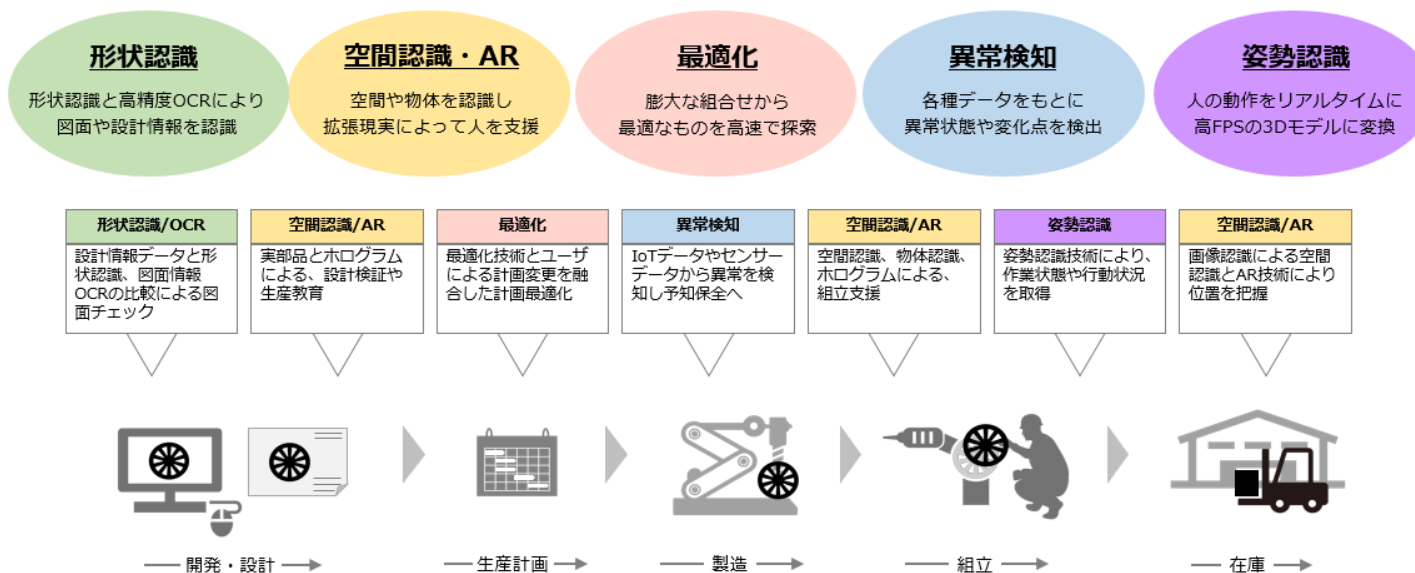 形状認識
形状認識と高精度OCRにより
図面や設計情報を認識
空間認識・AR
空間や物体を認識し
拡張現実によって人を支援
最適化
膨大な組合せから
最適なものを高速で探索
異常検知
各種データをもとに
異常状態や変化点を検出
姿勢認識
人の動作をリアルタイムに
高FPSの3Dモデルに変換
形状認識/OCR
設計情報データと形
状認識、図面情報
OCRの比較による図
面チェック
空間認識/AR
実部品とホログラム
による、設計検証や
生産教育
最適化
最適化技術とユーザ
による計画変更を融
合した計画最適化
異常検知
IoTデータやセンサー
データから異常を検
知し予知保全へ
空間認識/AR
空間認識、物体認識、
ホログラムによる、
組立支援
姿勢認識
姿勢認識技術により、
作業状態や行動状況
を取得
空間認識/AR
画像認識による空間
認識とAR技術により
位置を把握
開発・設計
生産計画
製造
組立
在庫